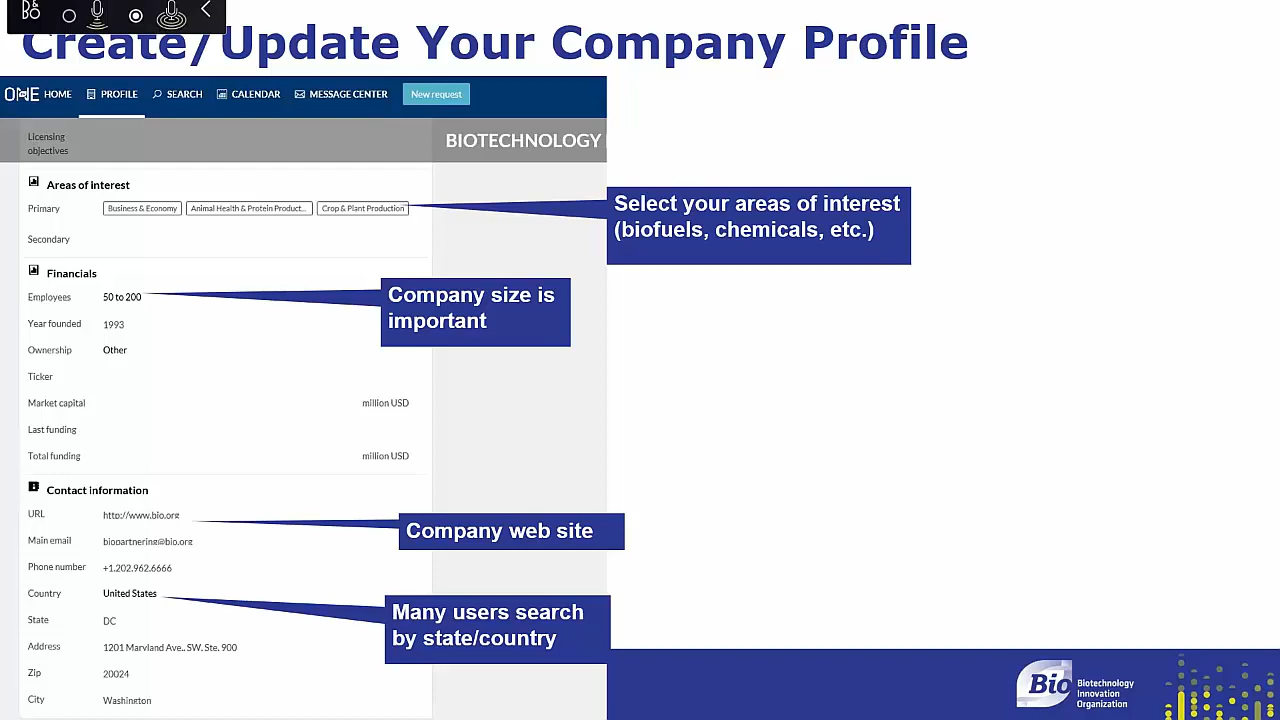 Create/Update Your Company Profile
ONE HOME PROFILE SEARCH CALENDAR MESSAGE CENTER New request
Licensing
objectives
BIOTECHNOLOGY
Areas of interest
Primary Business & Economy Animal Health & Protein Product... Crop & Plant Production
Select your areas of interest
(biofuels, chemicals, etc.)
Secondary
Financials
Employees 50 to 200
Company size is
important
Year founded 1993
Ownership Other
Ticker
Market capital million USD
Last funding
Total funding million USD
Contact information
URL http://www.bio.org
Company web site
Main email biopartnering@bio.org
Phone number +1.202.962.6666
Country United States
Many users search
by state/country
State DC
Address 1201 Maryland Ave., SW, Ste. 900
Zip 20024
City Washington
Bio
Biotechnology
Innovation
Organization